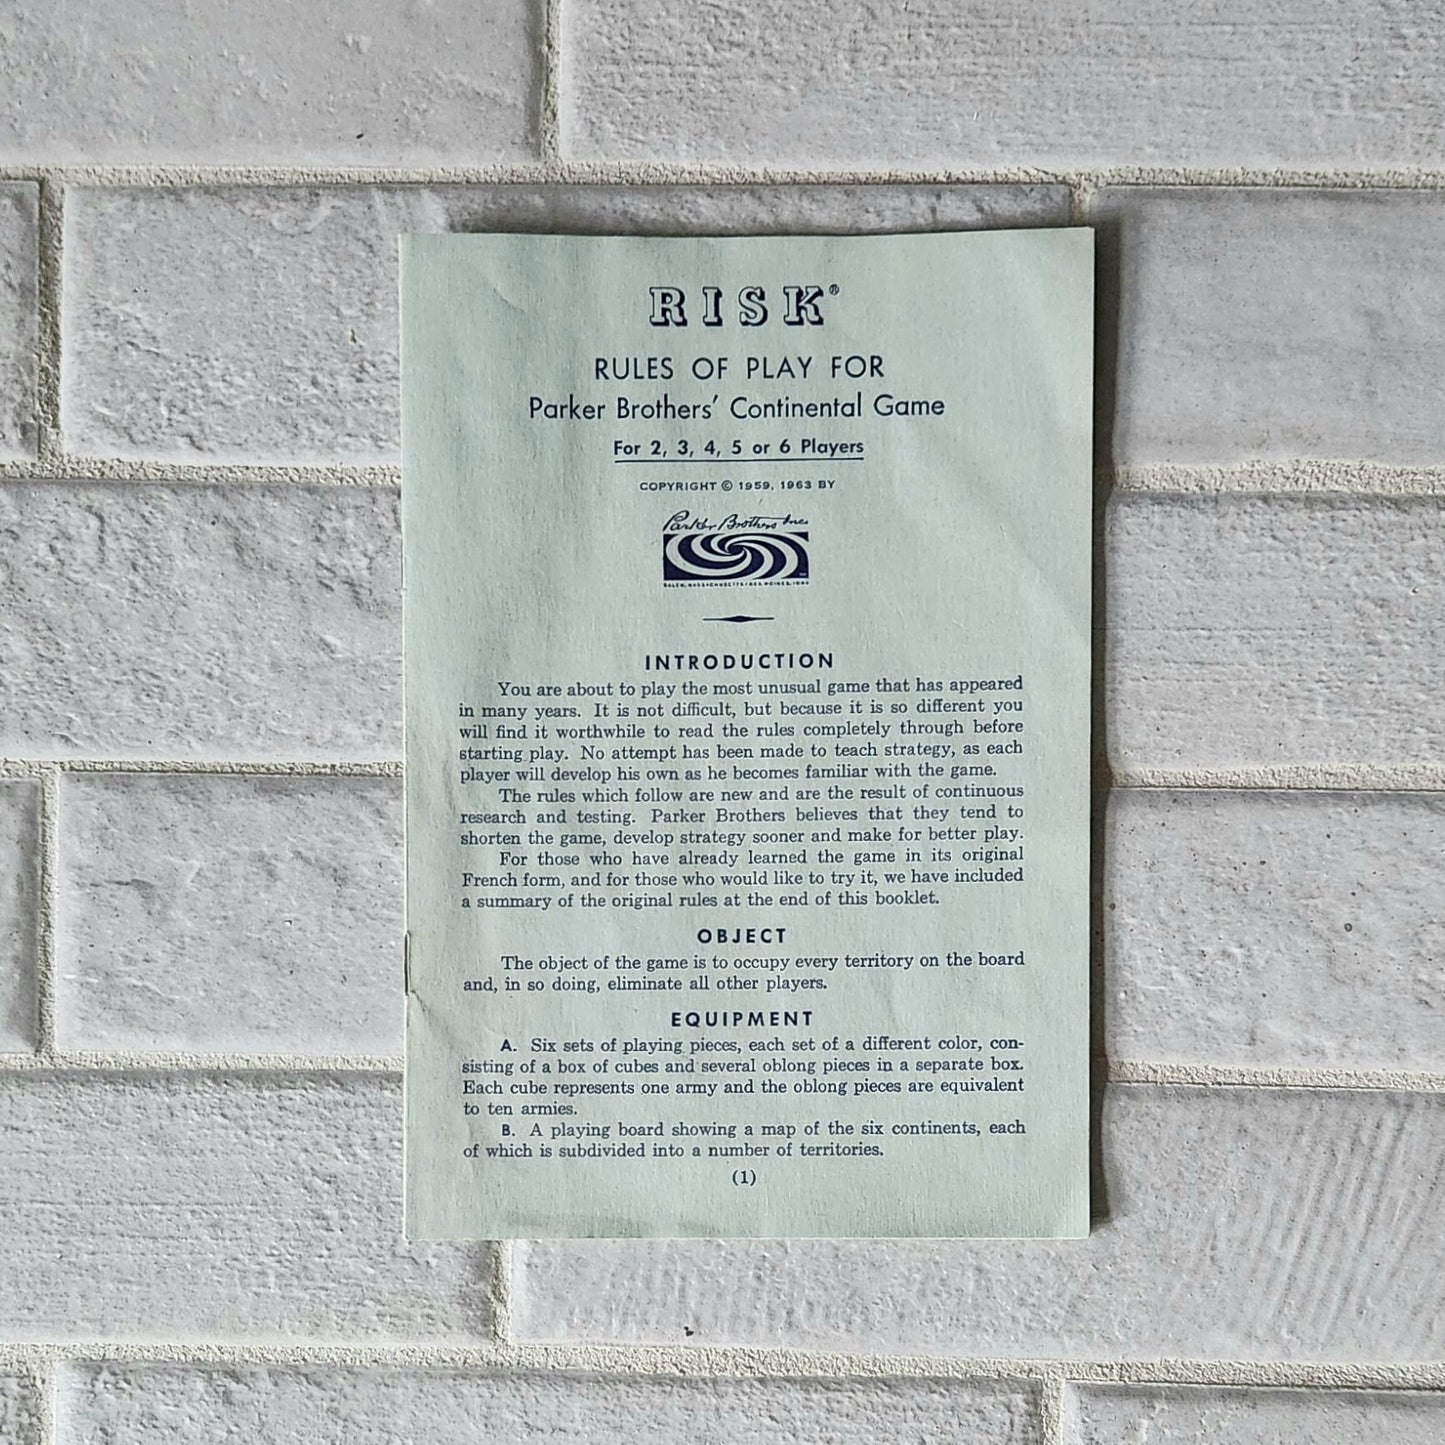 RISK®
RULES OF PLAY FOR
Parker Brothers' Continental Game
For 2, 3, 4, 5 or 6 Players
COPYRIGHT © 1959, 1963 BY
Parker Brothers Inc.
SALEM, MASSACHUSETTS / DES MOINES, IOWA
INTRODUCTION
You are about to play the most unusual game that has appeared
in many years. It is not difficult, but because it is so different you
will find it worthwhile to read the rules completely through before
starting play. No attempt has been made to teach strategy, as each
player will develop his own as he becomes familiar with the game.
The rules which follow are new and are the result of continuous
research and testing. Parker Brothers believes that they tend to
shorten the game, develop strategy sooner and make for better play.
For those who have already learned the game in its original
French form, and for those who would like to try it, we have included
a summary of the original rules at the end of this booklet.
OBJECT
The object of the game is to occupy every territory on the board
and, in so doing, eliminate all other players.
EQUIPMENT
A. Six sets of playing pieces, each set of a different color, con-
sisting of a box of cubes and several oblong pieces in a separate box.
Each cube represents one army and the oblong pieces are equivalent
to ten armies.
B. A playing board showing a map of the six continents, each
of which is subdivided into a number of territories.
(1)